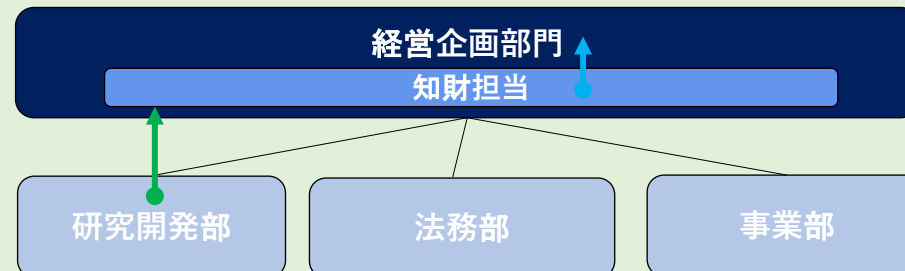 経営企画部門
知財担当
研究開発部
法務部
事業部